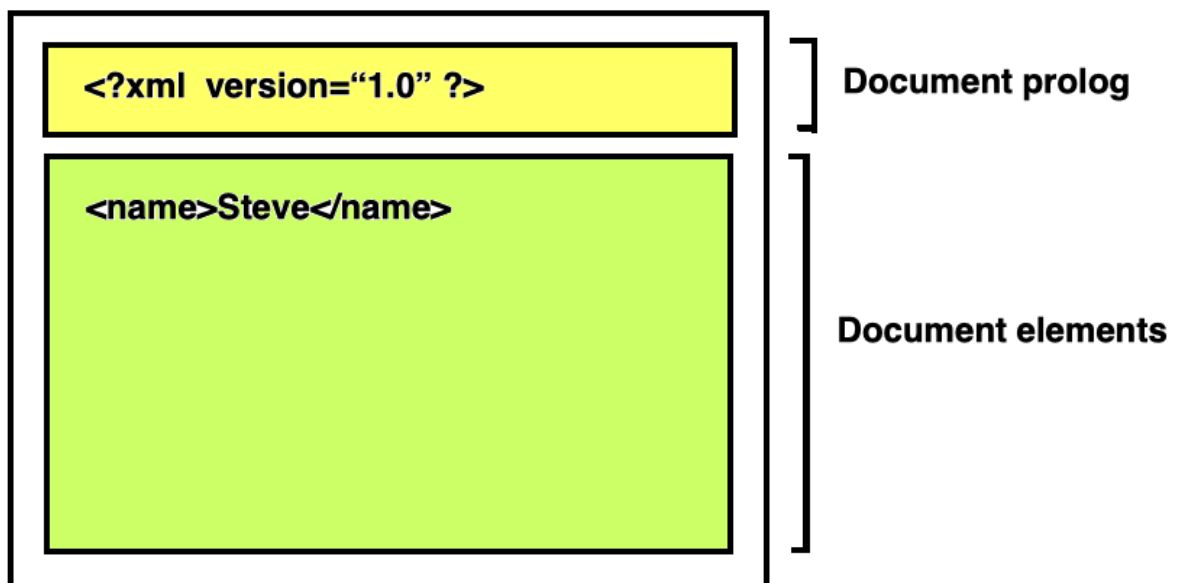 <?xml  version=“1.0” ?>
Document prolog
<name>Steve</name>
Document elements